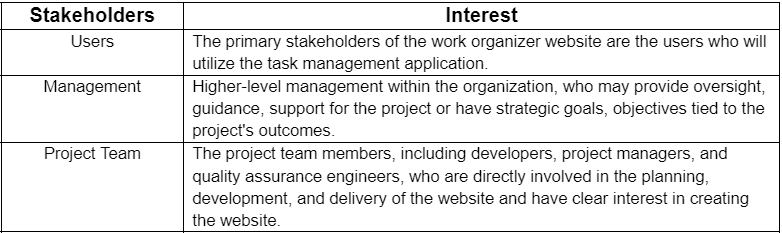 Stakeholders Interest
Users The primary stakeholders of the work organizer website are the users who will
utilize the task management application.
Management Higher-level management within the organization, who may provide oversight,
guidance, support for the project or have strategic goals, objectives tied to the
project's outcomes.
Project Team The project team members, including developers, project managers, and
quality assurance engineers, who are directly involved in the planning,
development, and delivery of the website and have clear interest in creating
the website.